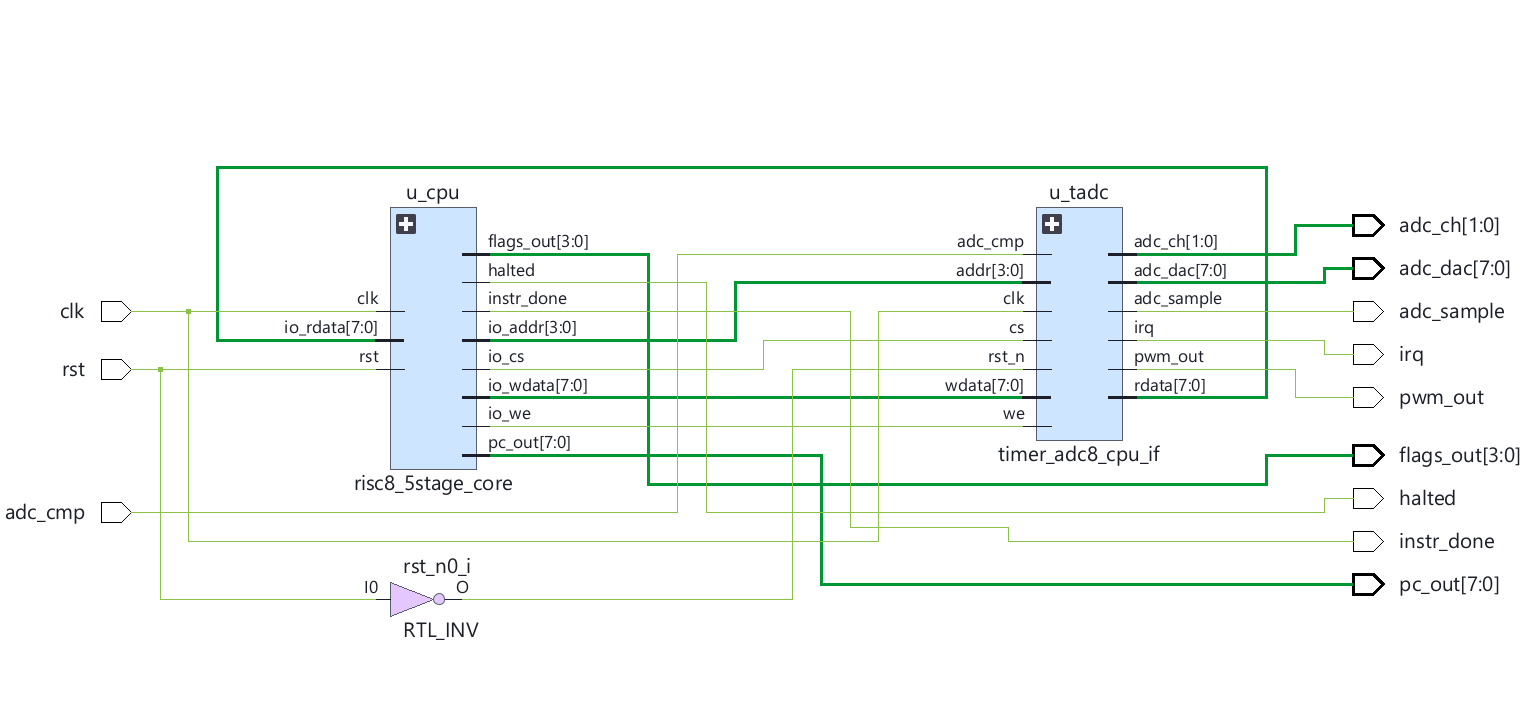 u_cpu
u_tadc
flags_out[3:0]
adc_cmp
adc_ch[1:0]
adc_ch[1:0]
halted
addr[3:0]
adc_dac[7:0]
adc_dac[7:0]
clk
clk
instr_done
clk
adc_sample
adc_sample
io_rdata[7:0]
io_addr[3:0]
cs
irq
irq
rst
rst
io_cs
rst_n
pwm_out
pwm_out
io_wdata[7:0]
wdata[7:0]
rdata[7:0]
io_we
we
pc_out[7:0]
timer_adc8_cpu_if
flags_out[3:0]
risc8_5stage_core
halted
adc_cmp
instr_done
rst_n0_i
I0
O
pc_out[7:0]
RTL_INV